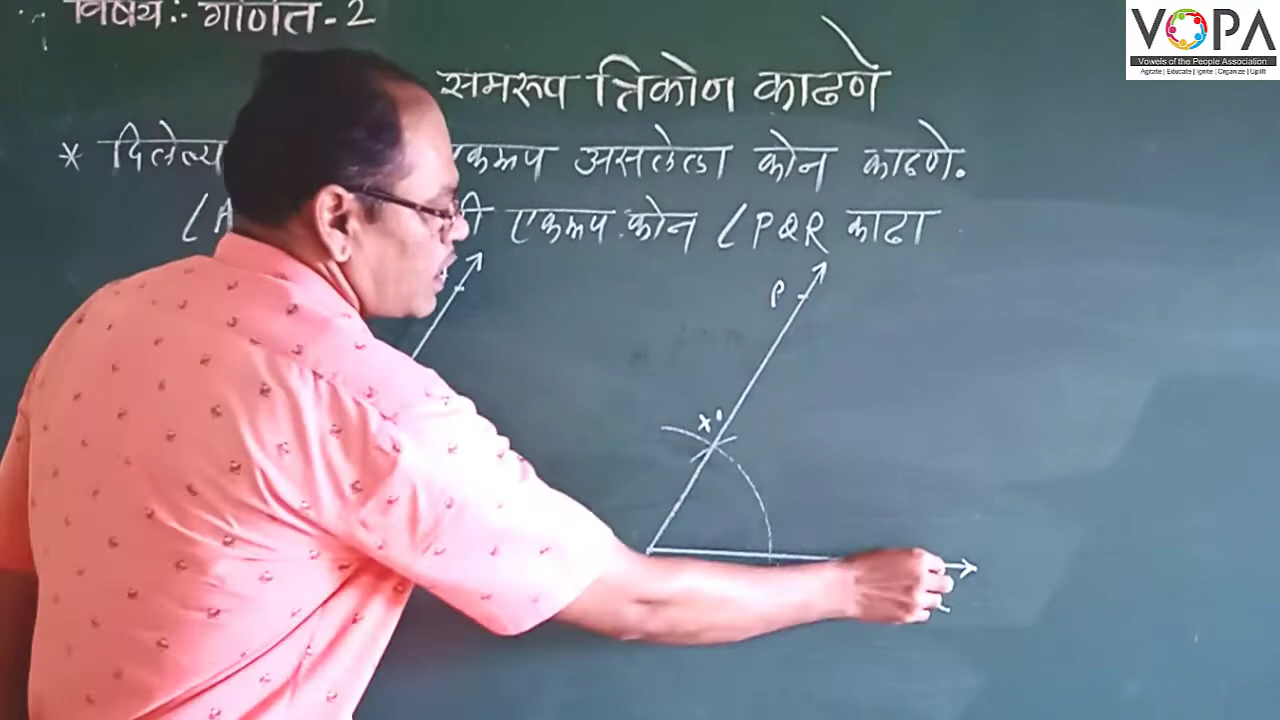 विषय:- गणित-2
VOPA
Vowels of the People Association
Agitate | Educate | Ignite | Organize | Uplift
समरूप त्रिकोण काढणे
* दिलेल्य एकरूप असलेला कोन काढणे.
∠A शी एकरूप कोन ∠PQR काढा
P
X'